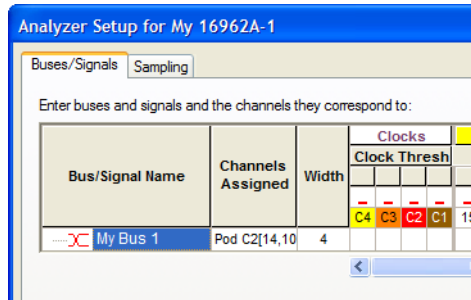 Analyzer Setup for My 16962A-1
Buses/Signals Sampling
Enter buses and signals and the channels they correspond to:
Bus/Signal Name Channels Assigned Width Clocks
Clock Thresh
C4 C3 C2 C1 15
My Bus 1 Pod C2[14,10 4